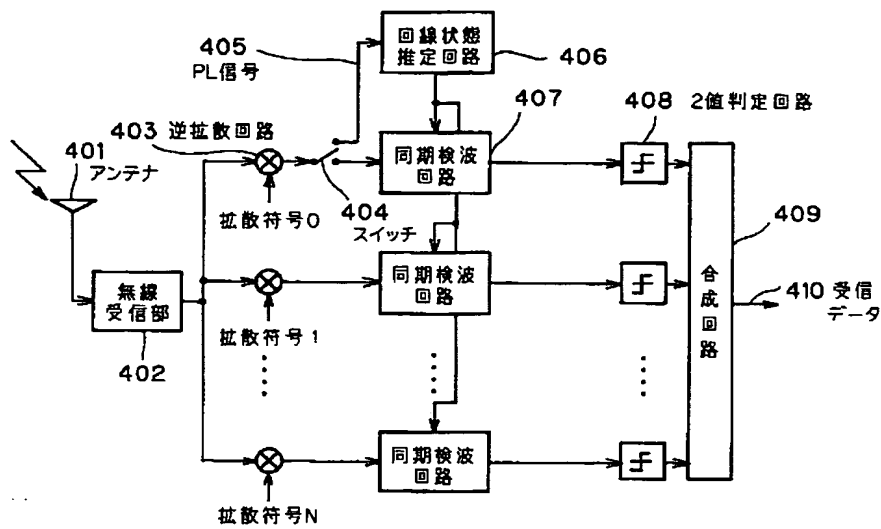 405
PL信号
回線状態
推定回路
406
407
408 2値判定回路
403 逆拡散回路
401
アンテナ
同期検波
回路
拡散符号0
404
スイッチ
409
無線
受信部
402
同期検波
回路
拡散符号1
合成回路
410 受信
データ
同期検波
回路
拡散符号N